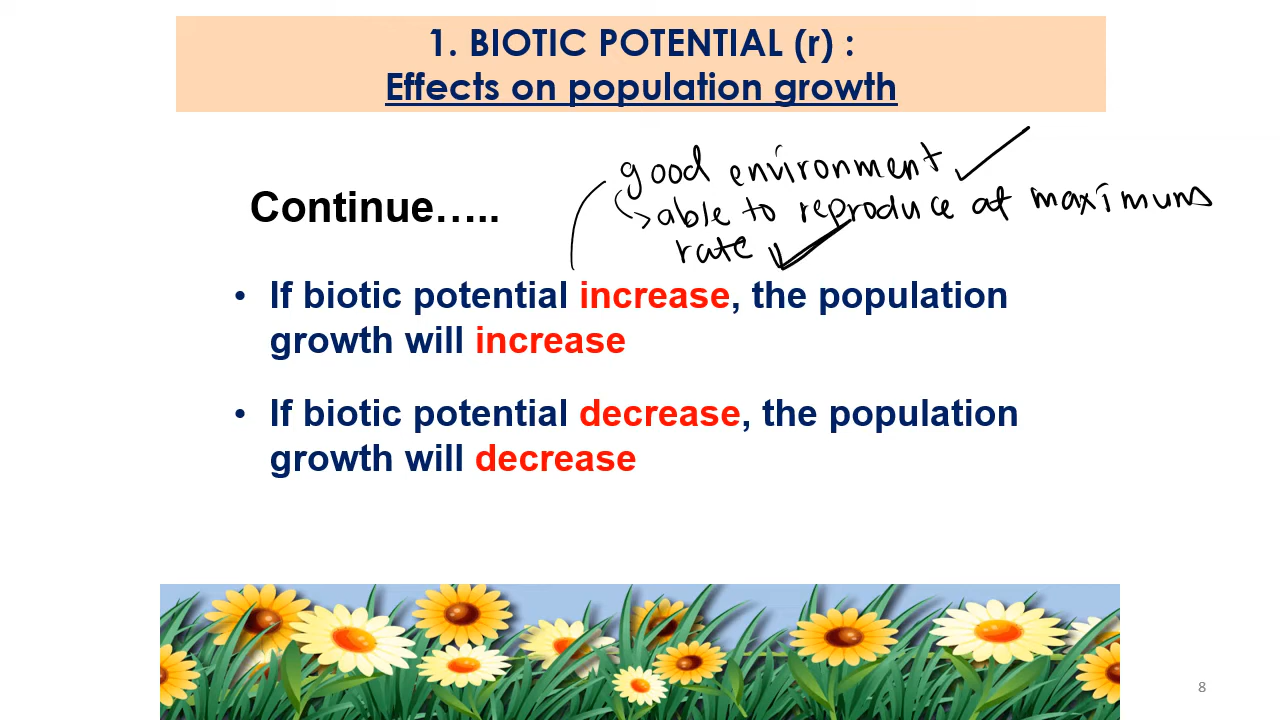 1. BIOTIC POTENTIAL (r) :
Effects on population growth
good environment
able to reproduce at maximum
rate
Continue…..
• If biotic potential increase, the population
growth will increase
• If biotic potential decrease, the population
growth will decrease
8